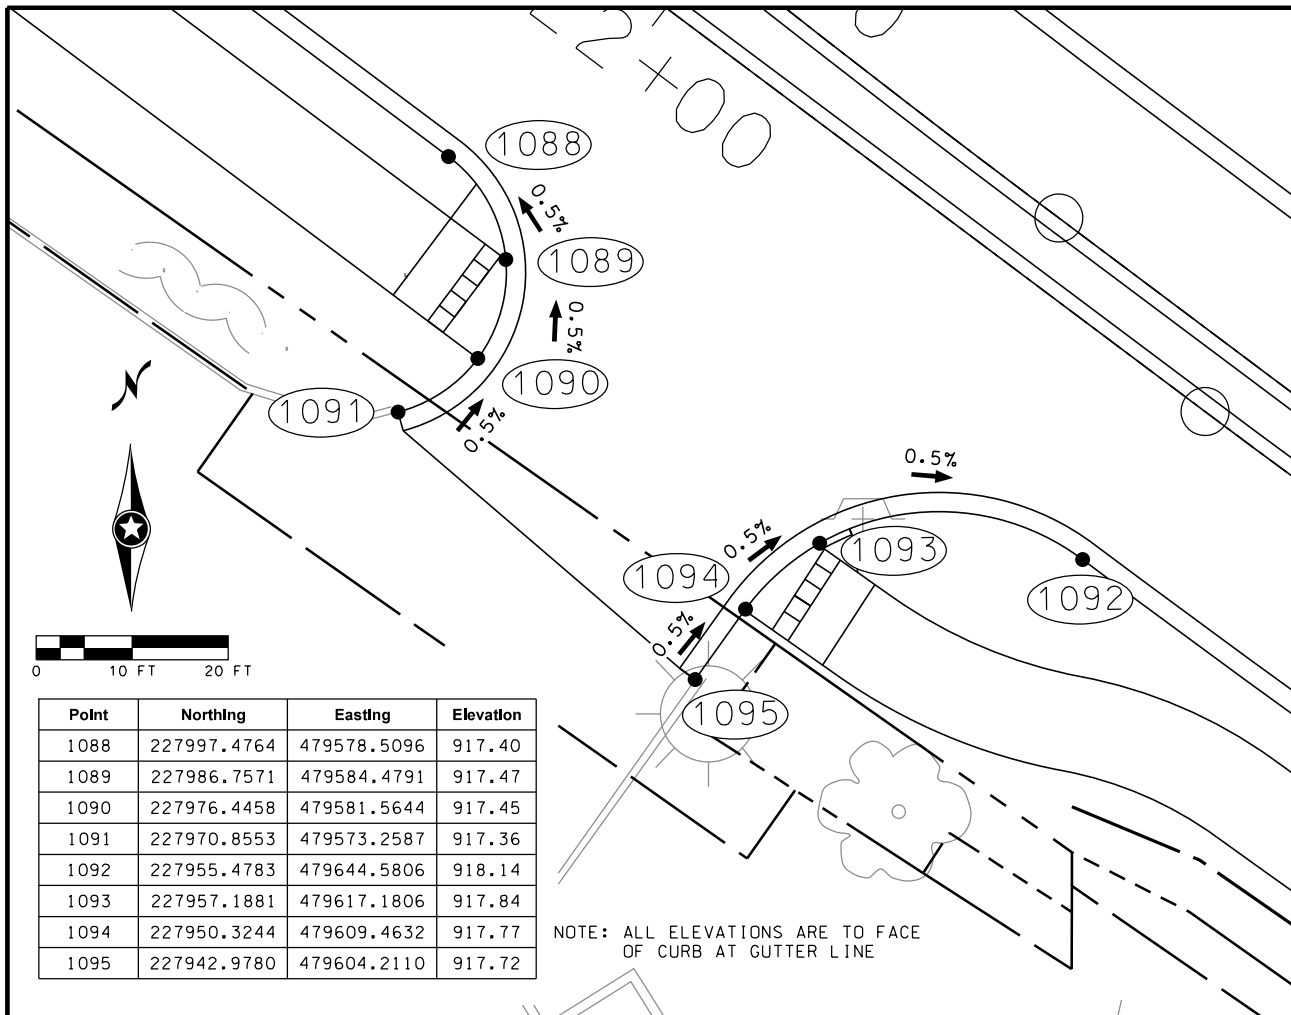 2+00
1088
0.5%
1089
0.5%
1090
1091
0.5%
0.5%
0.5%
1093
1094
1092
0.5%
1095
N
0 10 FT 20 FT
Point Northing Easting Elevation
1088 227997.4764 479578.5096 917.40
1089 227986.7571 479584.4791 917.47
1090 227976.4458 479581.5644 917.45
1091 227970.8553 479573.2587 917.36
1092 227955.4783 479644.5806 918.14
1093 227957.1881 479617.1806 917.84
1094 227950.3244 479609.4632 917.77
1095 227942.9780 479604.2110 917.72
NOTE: ALL ELEVATIONS ARE TO FACE
OF CURB AT GUTTER LINE